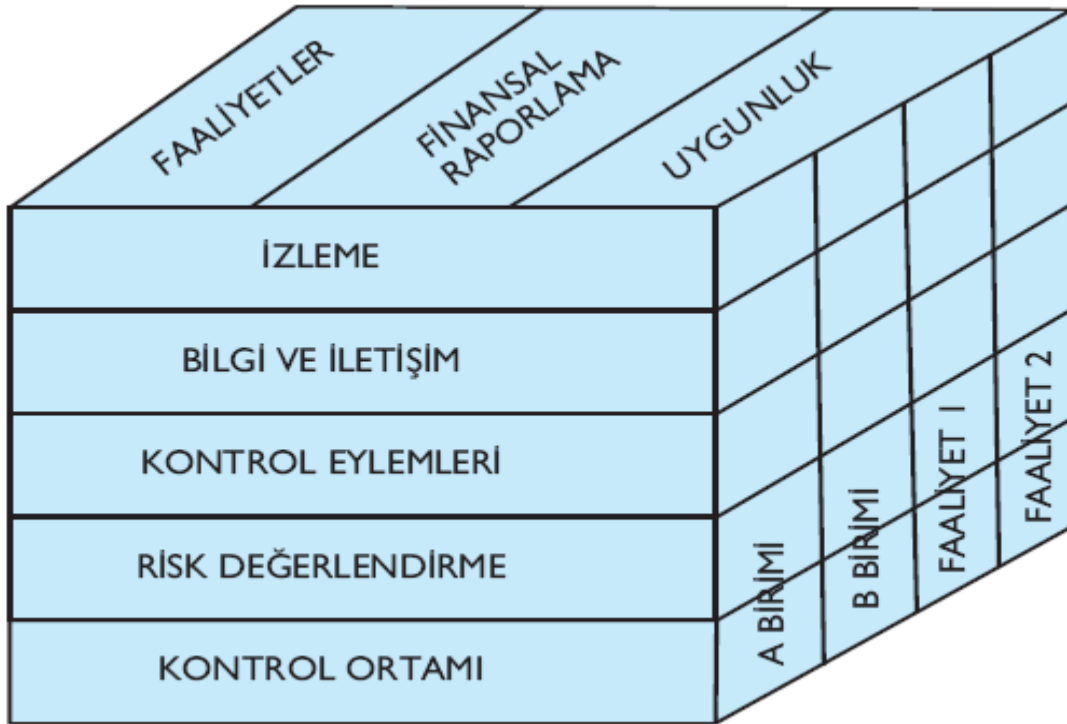 FAALİYETLER
FİNANSAL
RAPORLAMA
UYGUNLUK
İZLEME
BİLGİ VE İLETİŞİM
KONTROL EYLEMLERİ
RİSK DEĞERLENDİRME
KONTROL ORTAMI
A BİRİMİ
B BİRİMİ
FAALİYET 1
FAALİYET 2